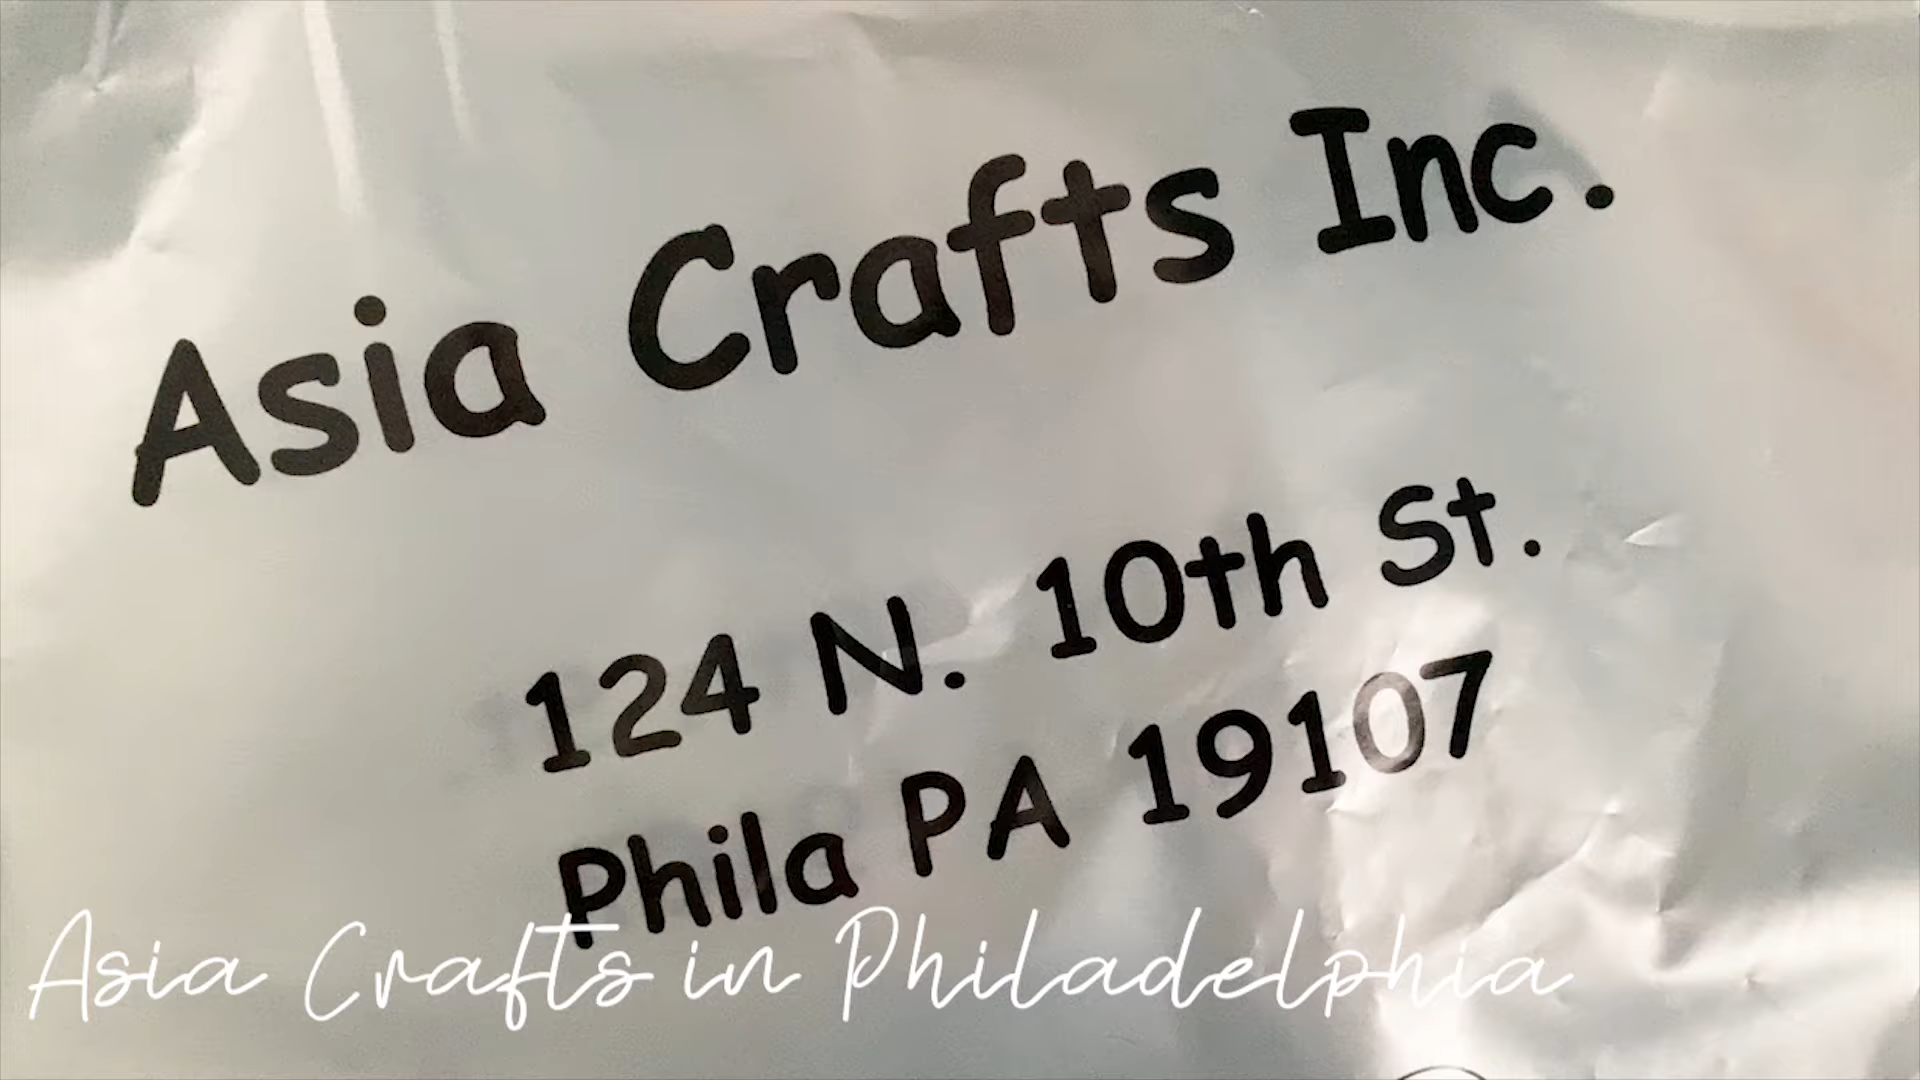 Asia Crafts Inc.
124 N. 10th St.
Phila PA 19107
Asia Crafts in Philadelphia